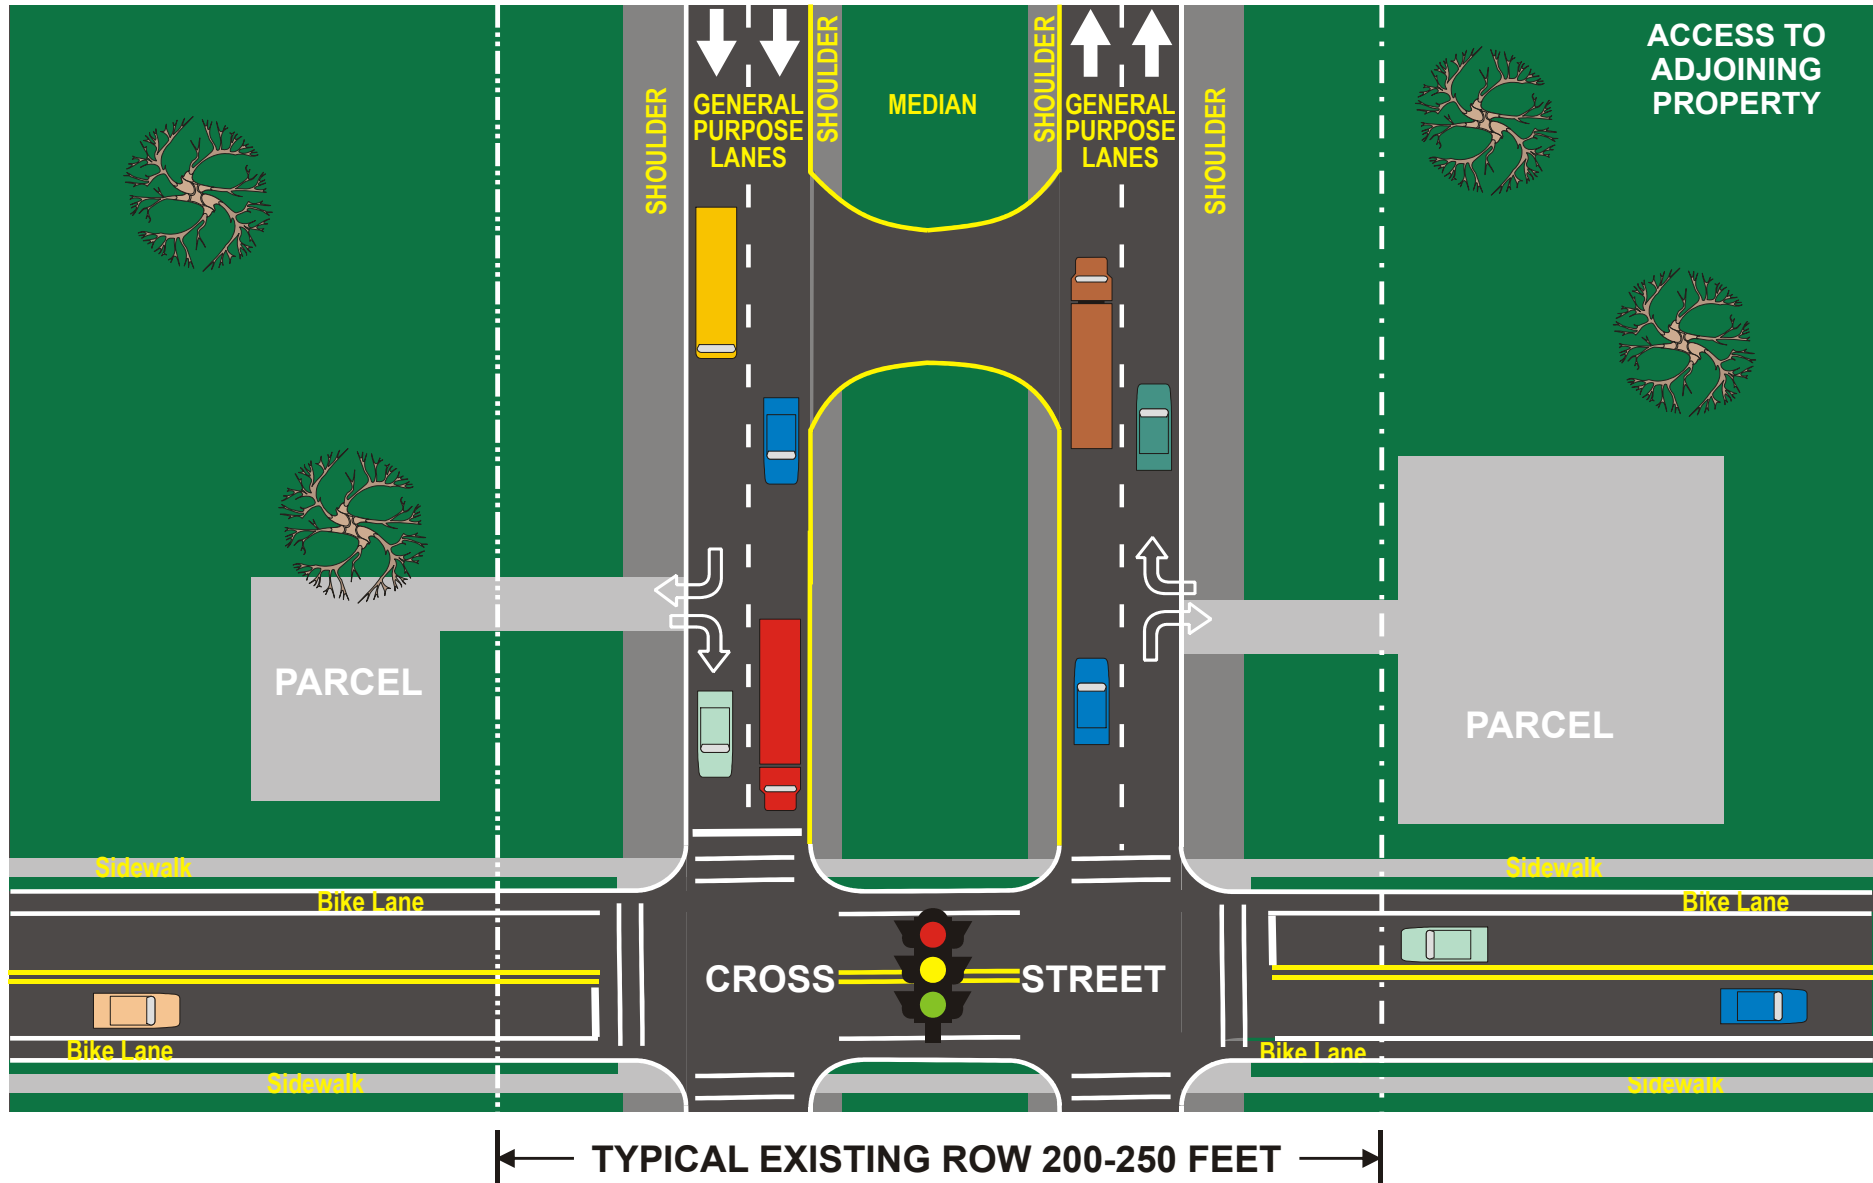 ACCESS TO
ADJOINING
PROPERTY
SHOULDER
GENERAL
PURPOSE
LANES
SHOULDER
MEDIAN
SHOULDER
GENERAL
PURPOSE
LANES
SHOULDER
PARCEL
PARCEL
Sidewalk
Sidewalk
Bike Lane
Bike Lane
CROSS STREET
Bike Lane
Bike Lane
Sidewalk
Sidewalk
TYPICAL EXISTING ROW 200-250 FEET